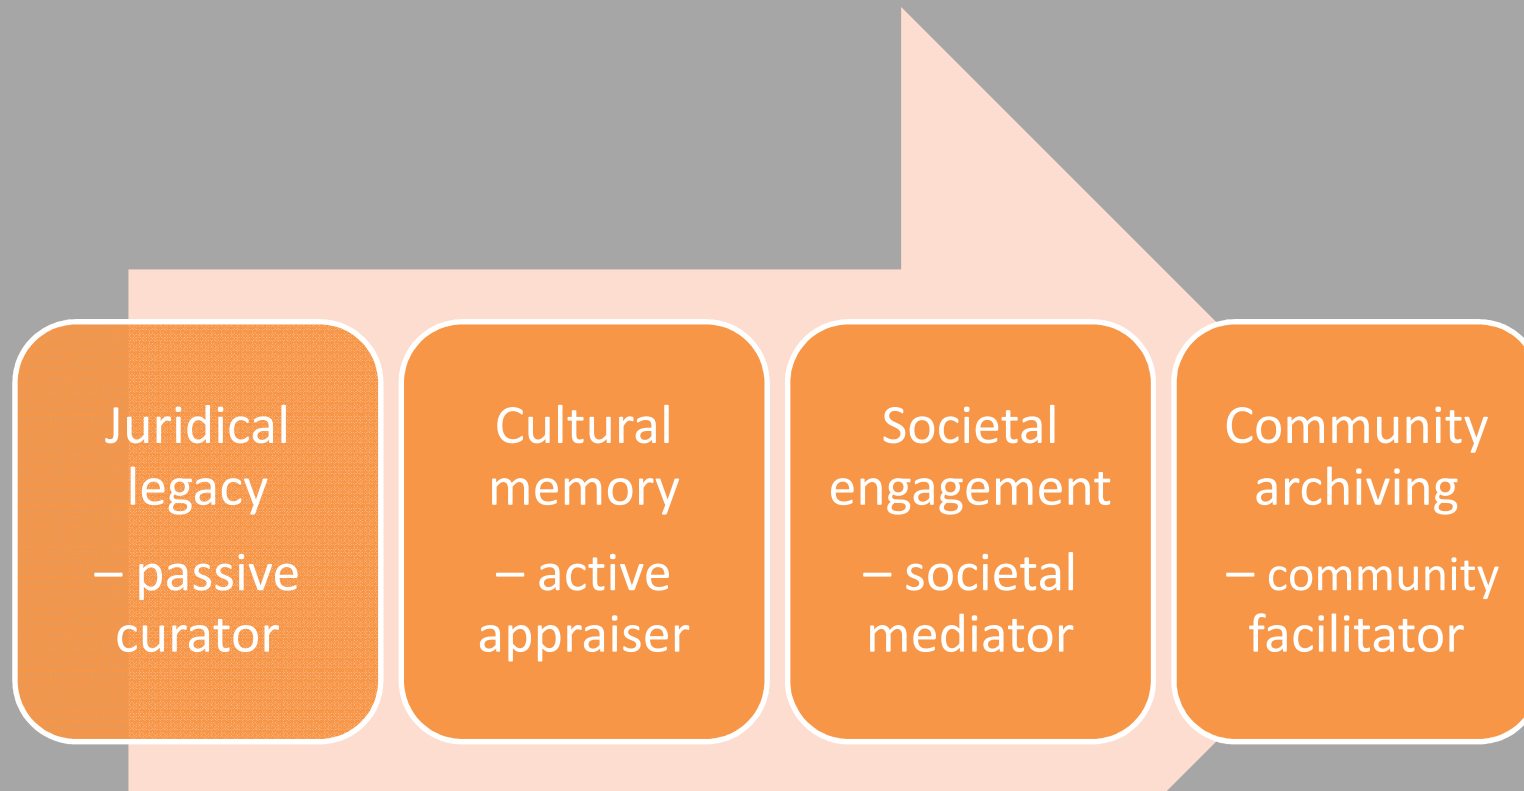 Juridical
legacy
– passive
curator
Cultural
memory
– active
appraiser
Societal
engagement
– societal
mediator
Community
archiving
– community
facilitator